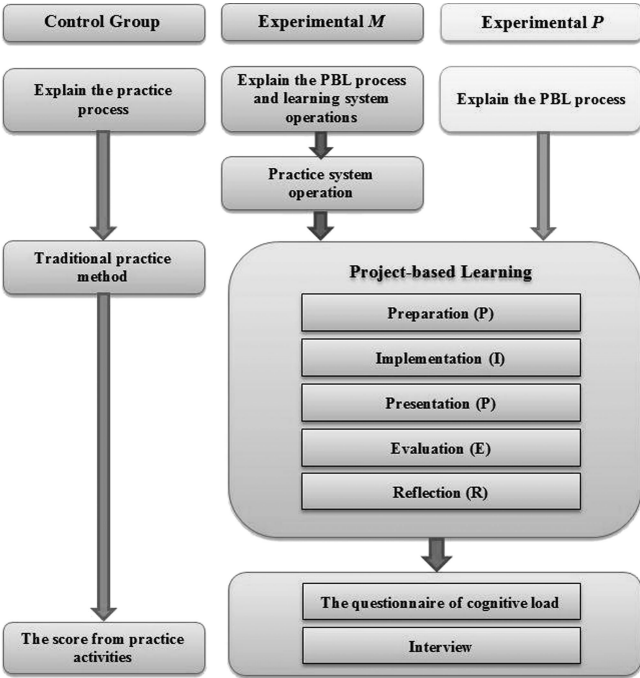 Control Group
Experimental M
Experimental P
Explain the practice
process
Explain the PBL process
and learning system
operations
Explain the PBL process
Practice system
operation
Traditional practice
method
Project-based Learning
Preparation (P)
Implementation (I)
Presentation (P)
Evaluation (E)
Reflection (R)
The questionnaire of cognitive load
Interview
The score from practice
activities